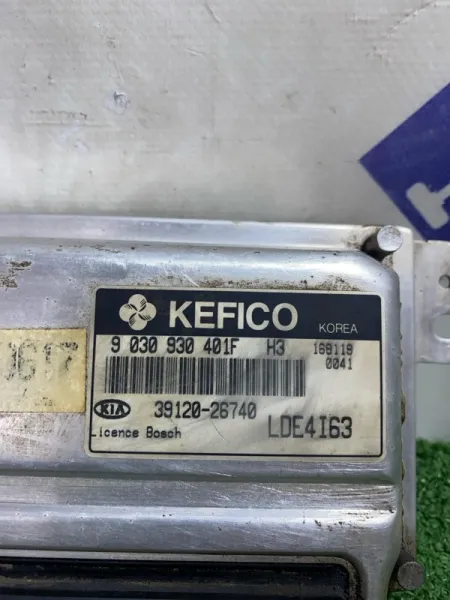 KEFICO KOREA
9 030 930 401F H3 169119
0041
KIA 39120-26740
Licence Bosch LDE4I63